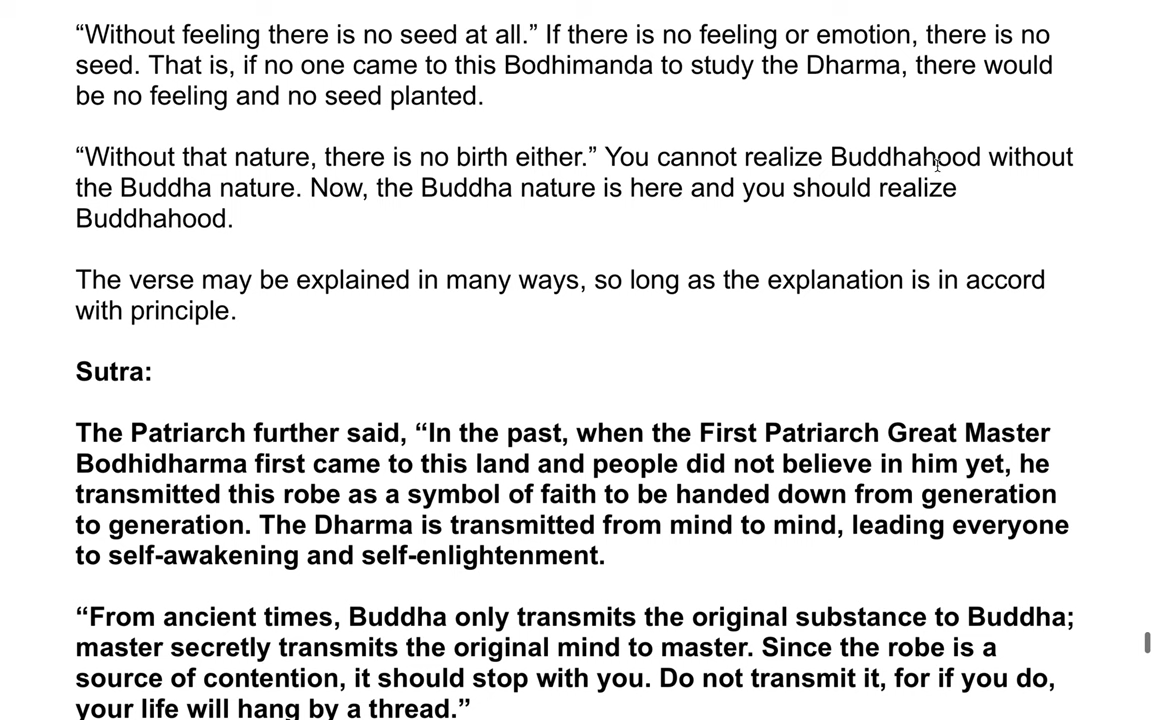 “Without feeling there is no seed at all.” If there is no feeling or emotion, there is no
seed. That is, if no one came to this Bodhimanda to study the Dharma, there would
be no feeling and no seed planted.
“Without that nature, there is no birth either.” You cannot realize Buddhahood without
the Buddha nature. Now, the Buddha nature is here and you should realize
Buddhahood.
The verse may be explained in many ways, so long as the explanation is in accord
with principle.
Sutra:
The Patriarch further said, “In the past, when the First Patriarch Great Master
Bodhidharma first came to this land and people did not believe in him yet, he
transmitted this robe as a symbol of faith to be handed down from generation
to generation. The Dharma is transmitted from mind to mind, leading everyone
to self-awakening and self-enlightenment.
“From ancient times, Buddha only transmits the original substance to Buddha;
master secretly transmits the original mind to master. Since the robe is a
source of contention, it should stop with you. Do not transmit it, for if you do,
your life will hang by a thread.”